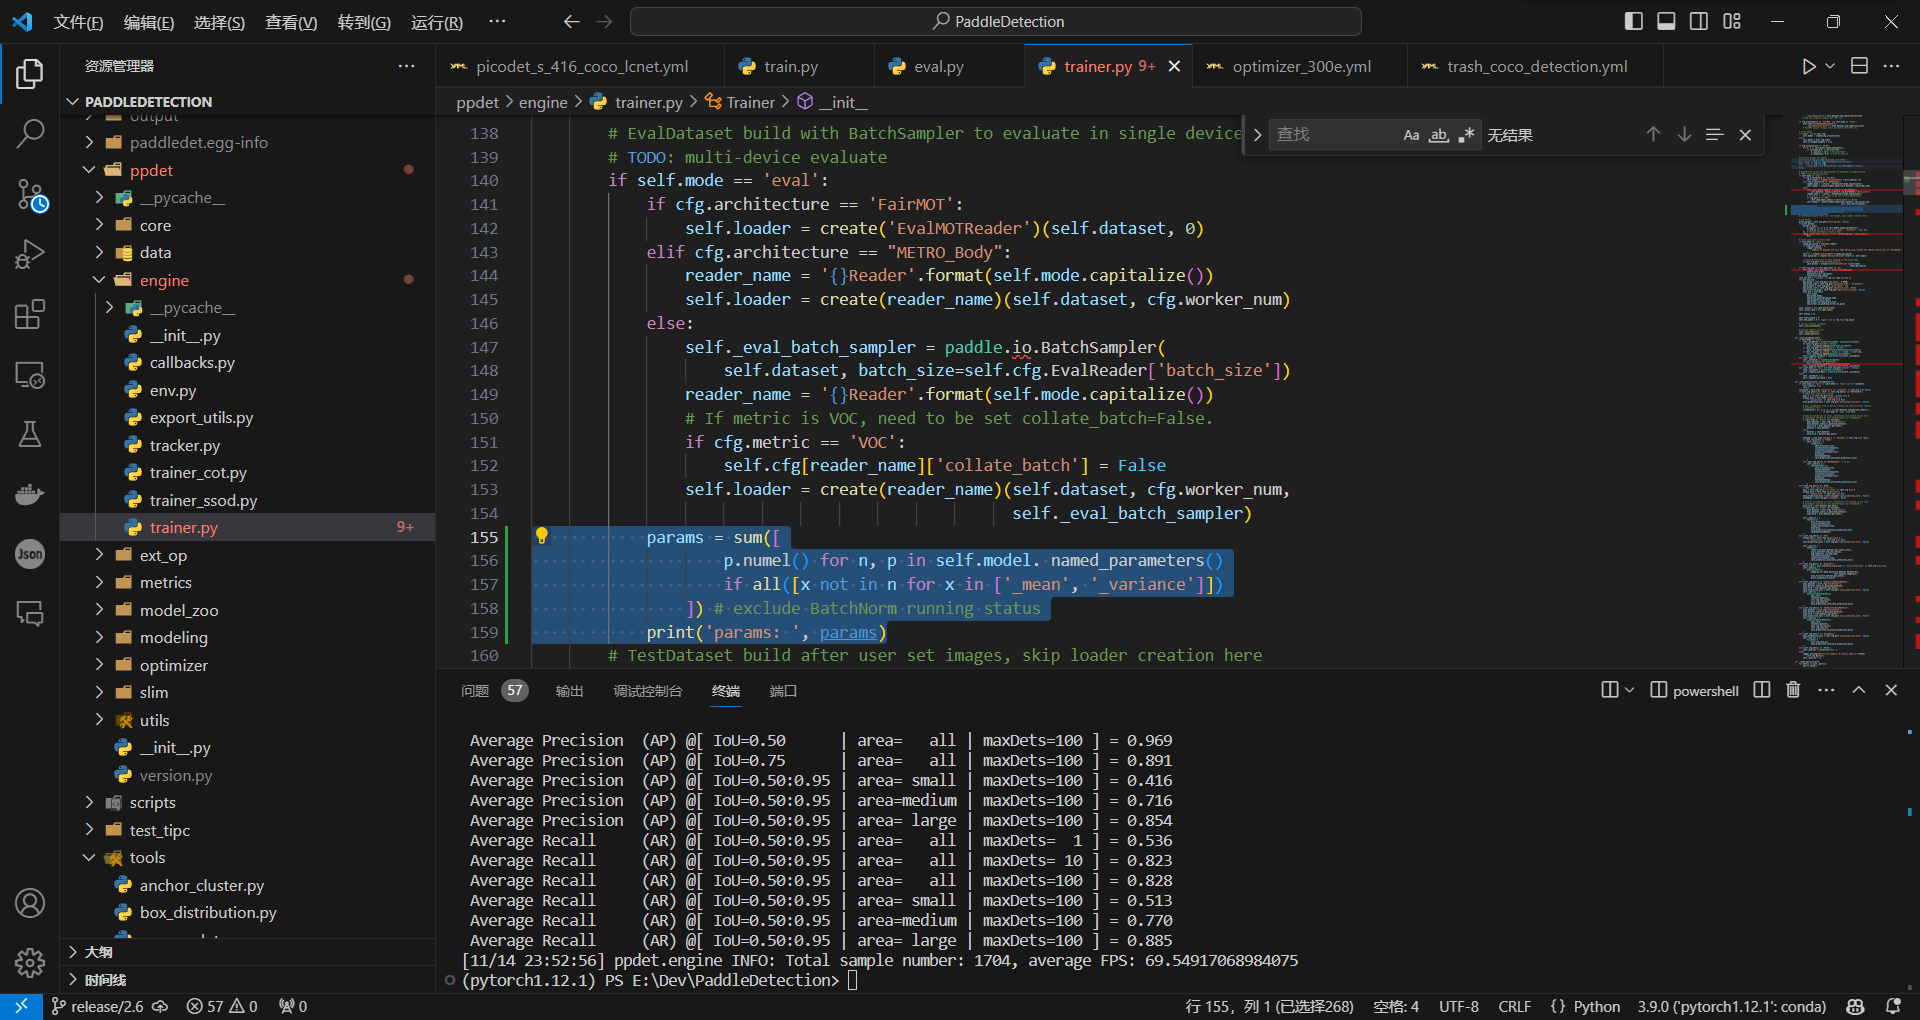 文件(F) 编辑(E) 选择(S) 查看(V) 转到(G) 运行(R) ··· PaddleDetection
资源管理器 ···
PADDLEDETECTION
output
paddledet.egg-info
ppdet
__pycache__
core
data
engine
__pycache__
__init__.py
callbacks.py
env.py
export_utils.py
tracker.py
trainer_cot.py
trainer_ssod.py
trainer.py 9+
ext_op
metrics
model_zoo
modeling
optimizer
slim
utils
__init__.py
version.py
scripts
test_tipc
tools
anchor_cluster.py
box_distribution.py
大纲
时间线
Json
picodet_s_416_coco_lcnet.yml train.py eval.py trainer.py 9+ optimizer_300e.yml trash_coco_detection.yml
ppdet > engine > trainer.py > Trainer > __init__
查找 Aa ab .* 无结果
138 # EvalDataset build with BatchSampler to evaluate in single device
139 # TODO: multi-device evaluate
140 if self.mode == 'eval':
141 if cfg.architecture == 'FairMOT':
142 self.loader = create('EvalMOTReader')(self.dataset, 0)
143 elif cfg.architecture == "METRO_Body":
144 reader_name = '{}Reader'.format(self.mode.capitalize())
145 self.loader = create(reader_name)(self.dataset, cfg.worker_num)
146 else:
147 self._eval_batch_sampler = paddle.io.BatchSampler(
148 self.dataset, batch_size=self.cfg.EvalReader['batch_size'])
149 reader_name = '{}Reader'.format(self.mode.capitalize())
150 # If metric is VOC, need to be set collate_batch=False.
151 if cfg.metric == 'VOC':
152 self.cfg[reader_name]['collate_batch'] = False
153 self.loader = create(reader_name)(self.dataset, cfg.worker_num,
154 self._eval_batch_sampler)
155 params = sum([
156 p.numel() for n, p in self.model. named_parameters()
157 if all([x not in n for x in ['_mean', '_variance']])
158 ]) # exclude BatchNorm running status
159 print('params: ', params)
160 # TestDataset build after user set images, skip loader creation here
问题 57 输出 调试控制台 终端 端口 powershell
Average Precision (AP) @[ IoU=0.50 | area= all | maxDets=100 ] = 0.969
Average Precision (AP) @[ IoU=0.75 | area= all | maxDets=100 ] = 0.891
Average Precision (AP) @[ IoU=0.50:0.95 | area= small | maxDets=100 ] = 0.416
Average Precision (AP) @[ IoU=0.50:0.95 | area=medium | maxDets=100 ] = 0.716
Average Precision (AP) @[ IoU=0.50:0.95 | area= large | maxDets=100 ] = 0.854
Average Recall (AR) @[ IoU=0.50:0.95 | area= all | maxDets= 1 ] = 0.536
Average Recall (AR) @[ IoU=0.50:0.95 | area= all | maxDets= 10 ] = 0.823
Average Recall (AR) @[ IoU=0.50:0.95 | area= all | maxDets=100 ] = 0.828
Average Recall (AR) @[ IoU=0.50:0.95 | area= small | maxDets=100 ] = 0.513
Average Recall (AR) @[ IoU=0.50:0.95 | area=medium | maxDets=100 ] = 0.770
Average Recall (AR) @[ IoU=0.50:0.95 | area= large | maxDets=100 ] = 0.885
[11/14 23:52:56] ppdet.engine INFO: Total sample number: 1704, average FPS: 69.54917068984075
(pytorch1.12.1) PS E:\Dev\PaddleDetection>
release/2.6 57 0 0 行 155, 列 1 (已选择268) 空格: 4 UTF-8 CRLF {} Python 3.9.0 ('pytorch1.12.1': conda)